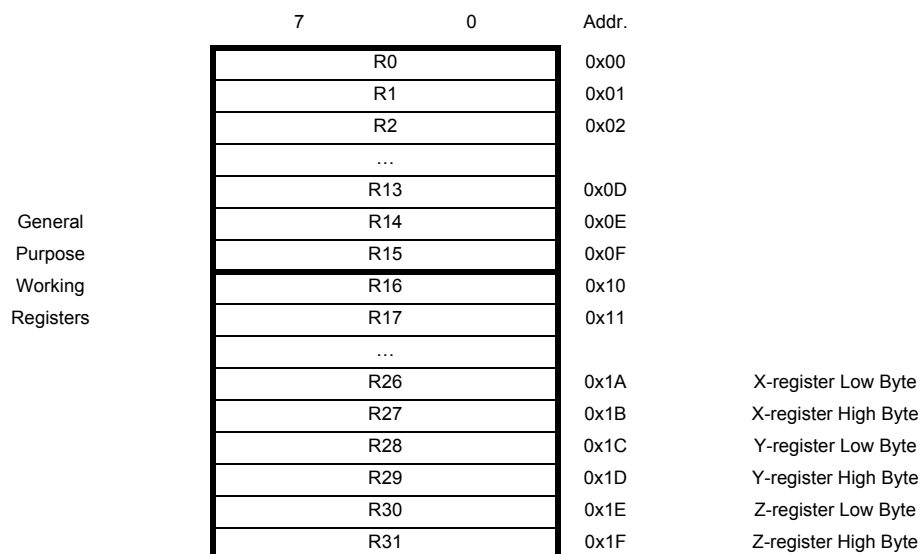 7 0 Addr.
R0 0x00
R1 0x01
R2 0x02
…
R13 0x0D
General R14 0x0E
Purpose R15 0x0F
Working R16 0x10
Registers R17 0x11
…
R26 0x1A X-register Low Byte
R27 0x1B X-register High Byte
R28 0x1C Y-register Low Byte
R29 0x1D Y-register High Byte
R30 0x1E Z-register Low Byte
R31 0x1F Z-register High Byte